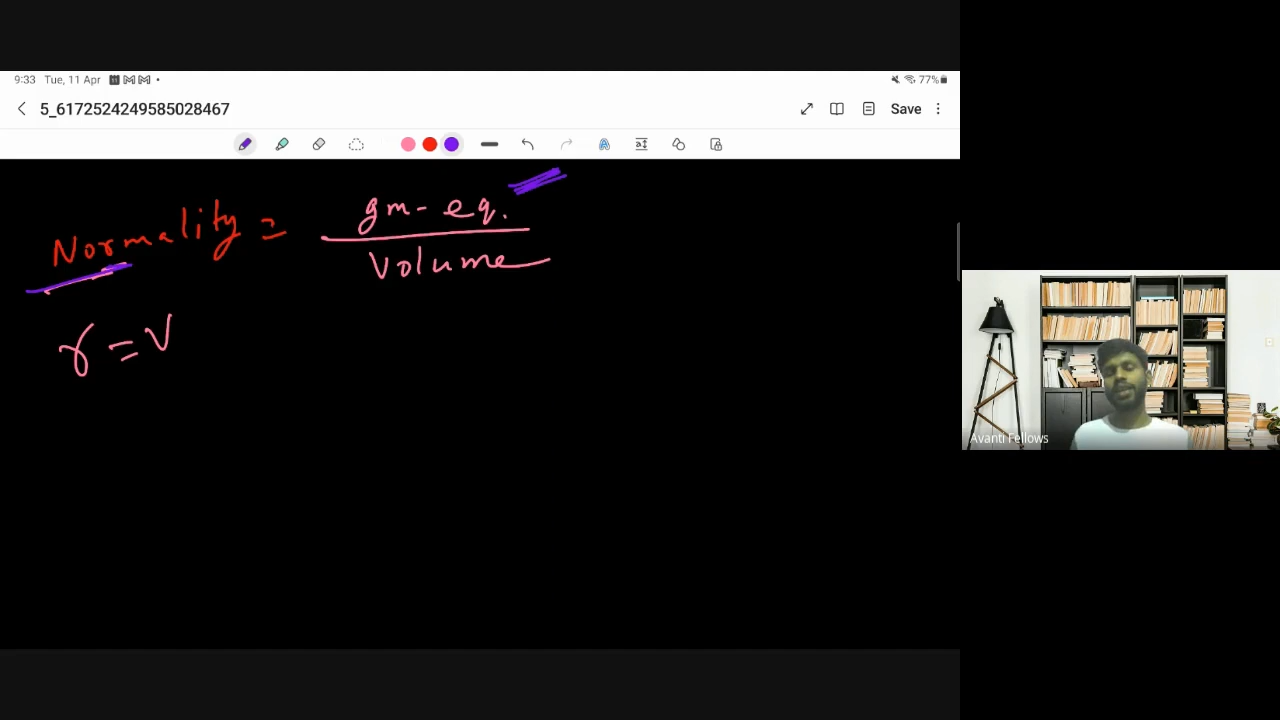 9:33 Tue, 11 Apr 77%
5_6172524249585028467 Save
Normality = gm-eq.
Volume
γ = V
Avanti Fellows